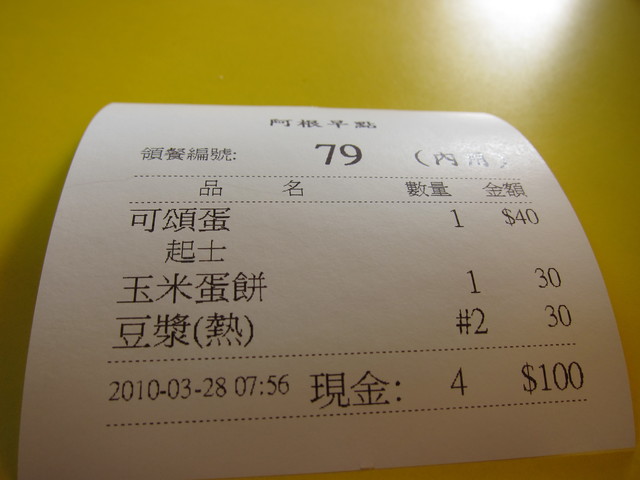 阿根早點
領餐編號: 79 (內用)
品 名 數量 金額
可頌蛋 1 $40
起士
玉米蛋餅 1 30
豆漿(熱) #2 30
2010-03-28 07:56 現金: 4 $100